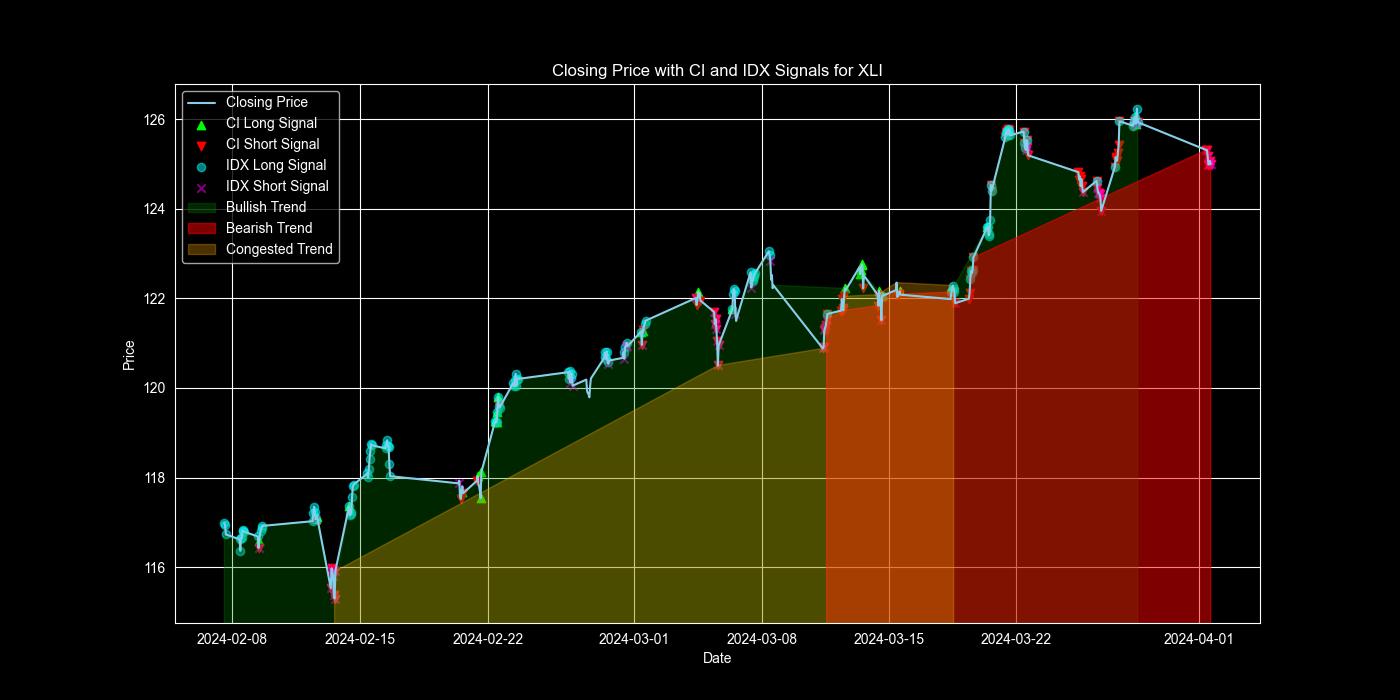 Closing Price with CI and IDX Signals for XLI
Closing Price
CI Long Signal
CI Short Signal
IDX Long Signal
IDX Short Signal
Bullish Trend
Bearish Trend
Congested Trend
126
124
122
120
118
116
Price
2024-02-08
2024-02-15
2024-02-22
2024-03-01
2024-03-08
2024-03-15
2024-03-22
2024-04-01
Date